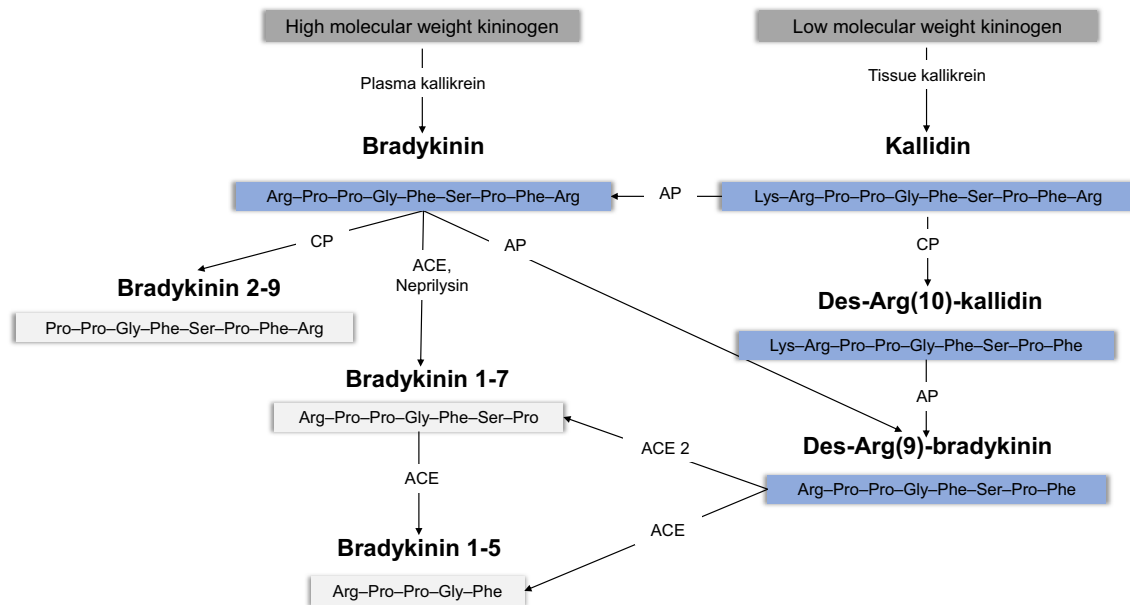 High molecular weight kininogen
Low molecular weight kininogen
Plasma kallikrein
Tissue kallikrein
Bradykinin
Kallidin
Arg–Pro–Pro–Gly–Phe–Ser–Pro–Phe–Arg
AP
Lys–Arg–Pro–Pro–Gly–Phe–Ser–Pro–Phe–Arg
CP
ACE,
Neprilysin
AP
CP
Bradykinin 2-9
Des-Arg(10)-kallidin
Pro–Pro–Gly–Phe–Ser–Pro–Phe–Arg
Lys–Arg–Pro–Pro–Gly–Phe–Ser–Pro–Phe
Bradykinin 1-7
AP
Arg–Pro–Pro–Gly–Phe–Ser–Pro
Des-Arg(9)-bradykinin
ACE
ACE 2
Arg–Pro–Pro–Gly–Phe–Ser–Pro–Phe
ACE
Bradykinin 1-5
Arg–Pro–Pro–Gly–Phe